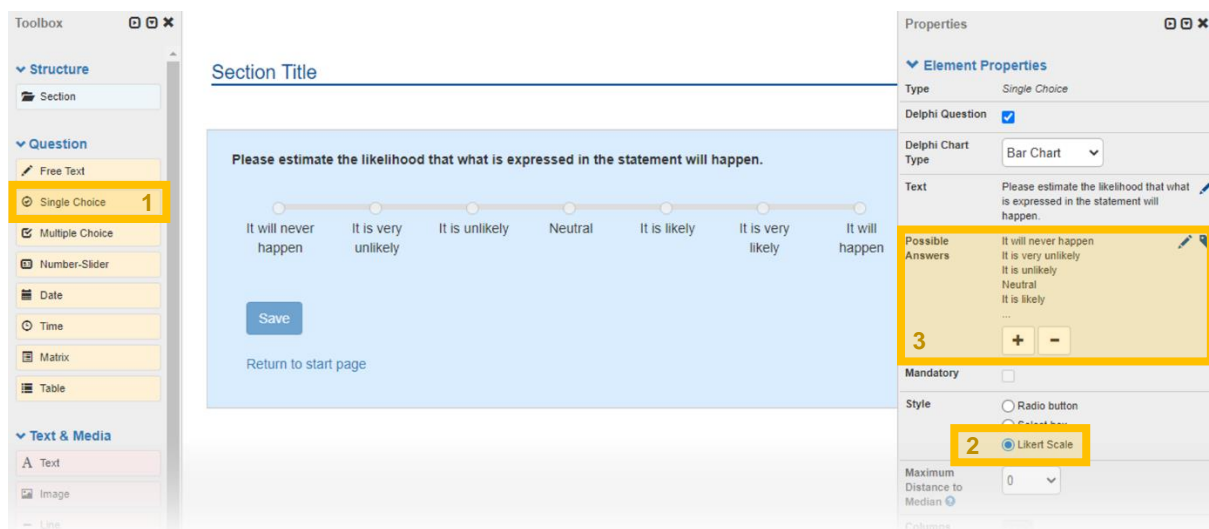 Toolbox
Structure
Section
Question
Free Text
Single Choice
1
Multiple Choice
Number-Slider
Date
Time
Matrix
Table
Text & Media
A Text
Image
Line
Section Title
Please estimate the likelihood that what is expressed in the statement will happen.
It will never happen
It is very unlikely
It is unlikely
Neutral
It is likely
It is very likely
It will happen
Save
Return to start page
Properties
Element Properties
Type
Single Choice
Delphi Question
Delphi Chart
Type
Bar Chart
Text
Please estimate the likelihood that what
is expressed in the statement will
happen.
Possible
Answers
It will never happen
It is very unlikely
It is unlikely
Neutral
It is likely
...
3
+ −
Mandatory
Style
Radio button
Select box
2
Likert Scale
Maximum
Distance to
Median
0
Columns